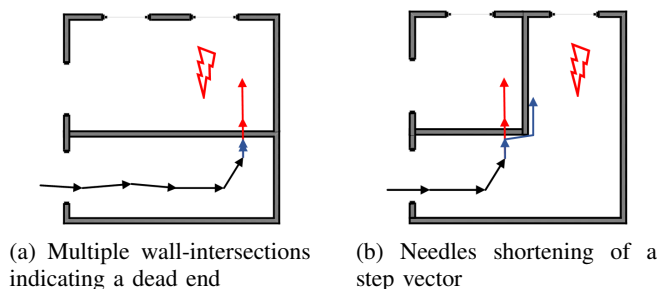 (a) Multiple wall-intersections
indicating a dead end
(b) Needles shortening of a
step vector